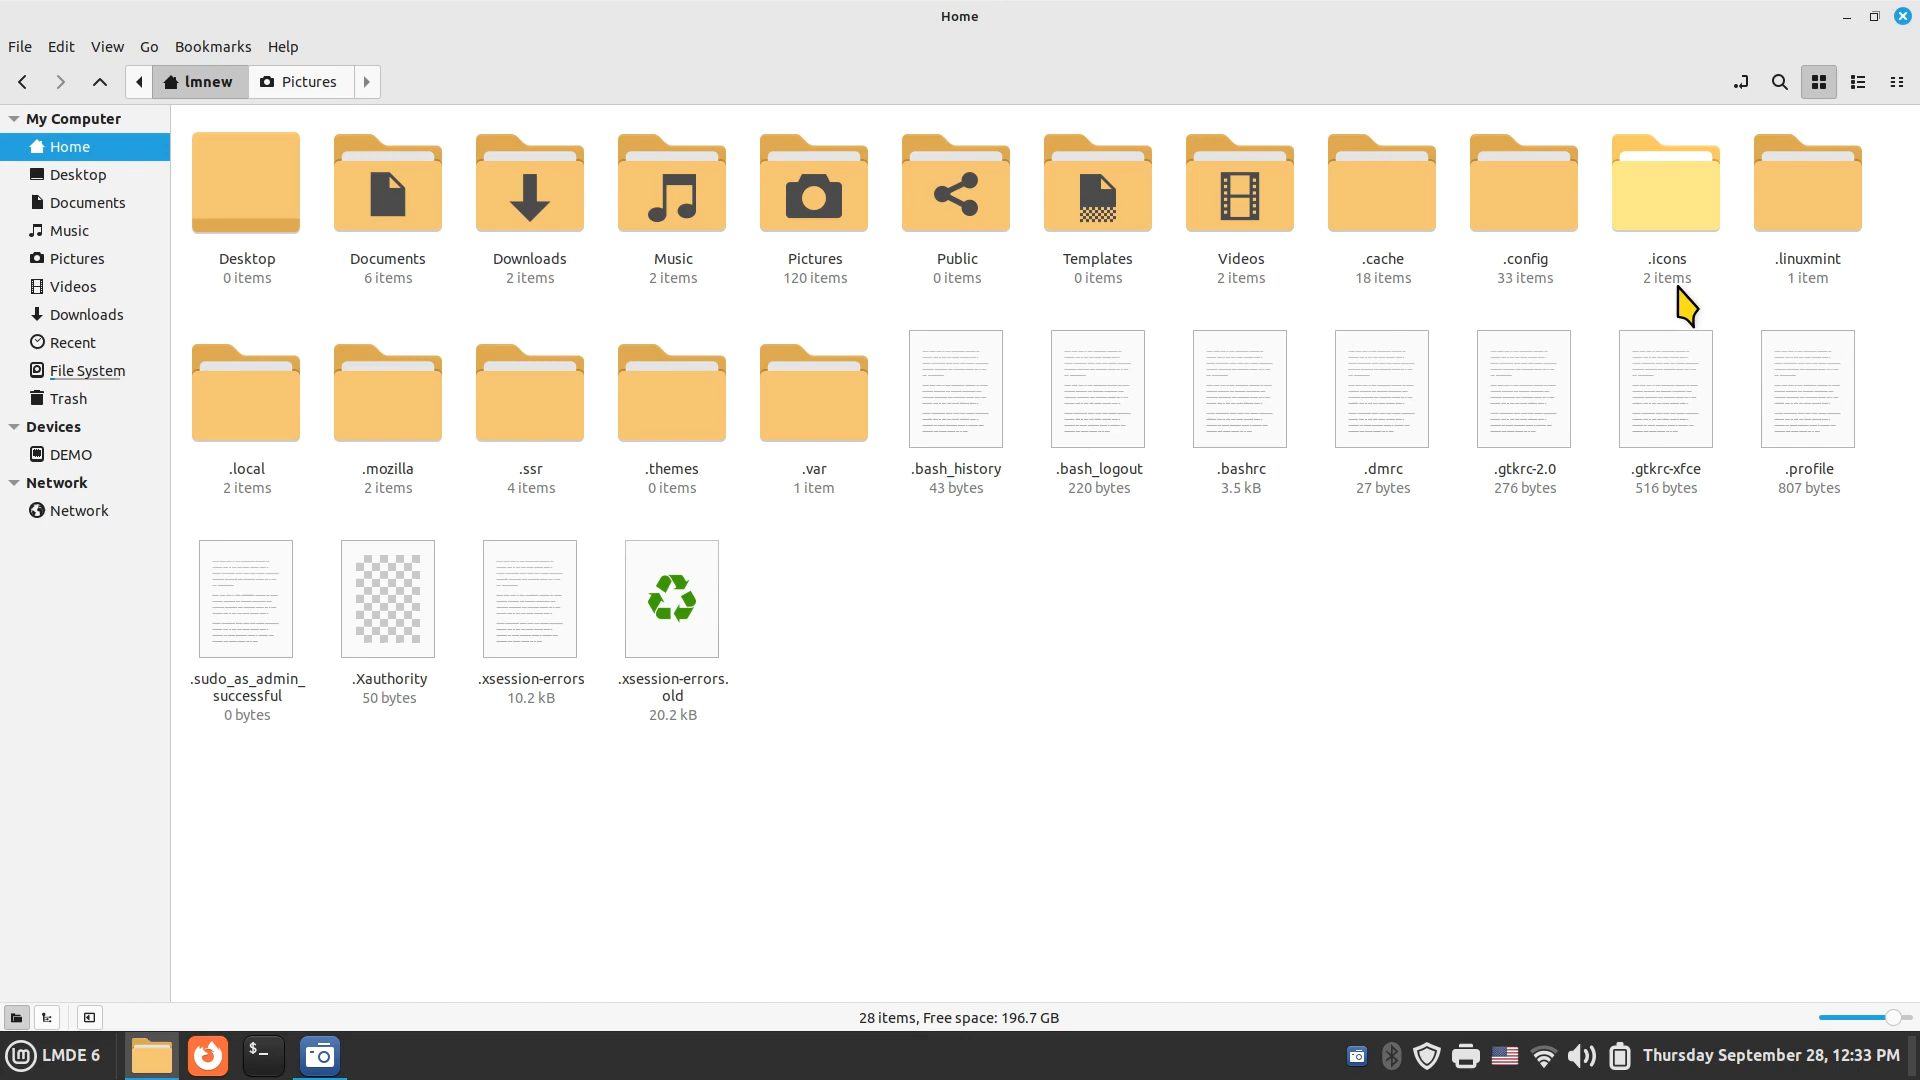 Home
File Edit View Go Bookmarks Help
lmnew Pictures
My Computer
Home
Desktop
Documents
Music
Pictures
Videos
Downloads
Recent
File System
Trash
Devices
DEMO
Network
Network
Desktop Documents Downloads Music Pictures Public Templates Videos .cache .config .icons .linuxmint
0 items 6 items 2 items 2 items 120 items 0 items 0 items 2 items 18 items 33 items 2 items 1 item
.local .mozilla .ssr .themes .var .bash_history .bash_logout .bashrc .dmrc .gtkrc-2.0 .gtkrc-xfce .profile
2 items 2 items 4 items 0 items 1 item 43 bytes 220 bytes 3.5 kB 27 bytes 276 bytes 516 bytes 807 bytes
.sudo_as_admin_ .Xauthority .xsession-errors .xsession-errors.
successful 50 bytes 10.2 kB old
0 bytes 20.2 kB
28 items, Free space: 196.7 GB
lm LMDE 6 $_ Thursday September 28, 12:33 PM